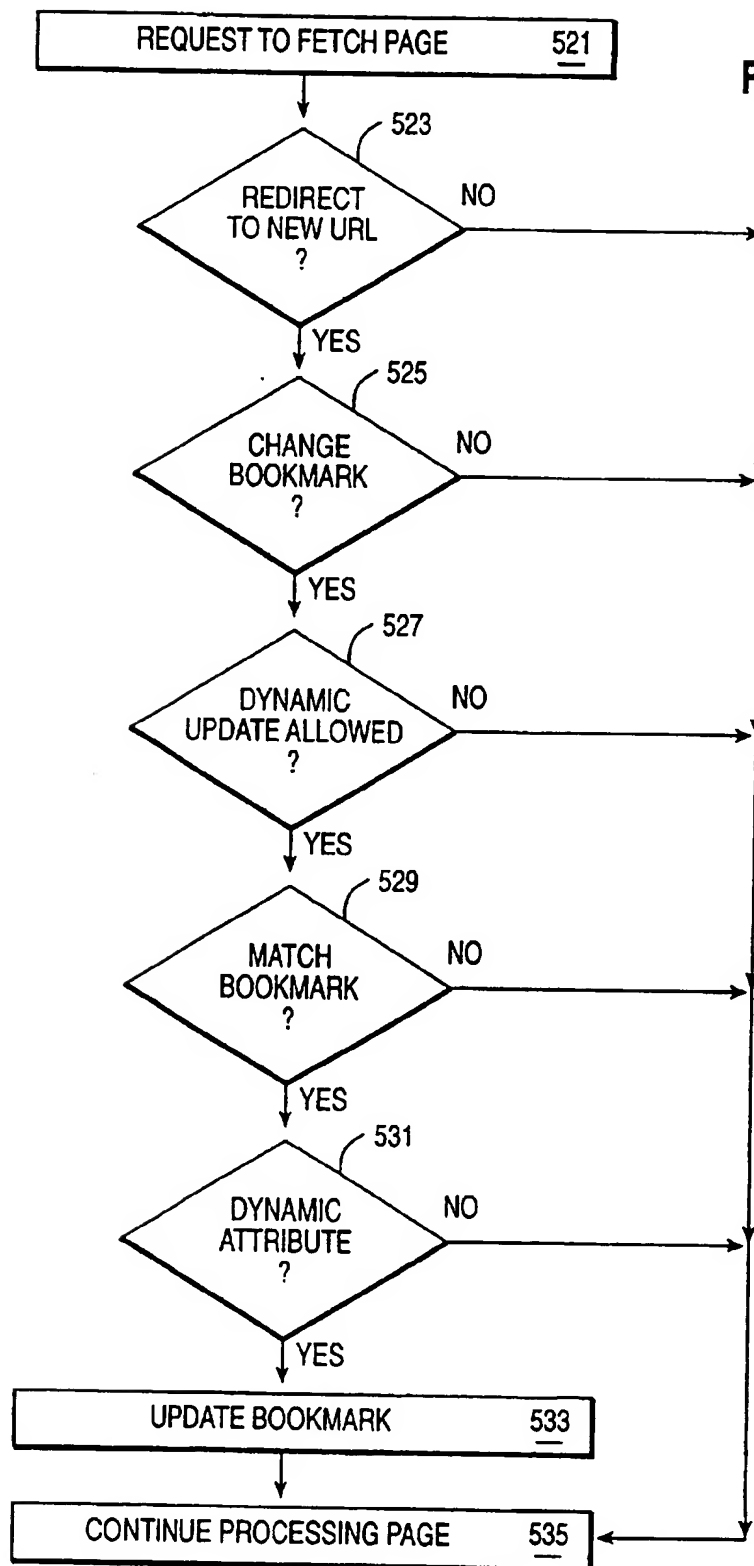 REQUEST TO FETCH PAGE 521
523
REDIRECT
TO NEW URL
?
NO
YES
525
CHANGE
BOOKMARK
?
NO
YES
527
DYNAMIC
UPDATE ALLOWED
?
NO
YES
529
MATCH
BOOKMARK
?
NO
YES
531
DYNAMIC
ATTRIBUTE
?
NO
YES
UPDATE BOOKMARK 533
CONTINUE PROCESSING PAGE 535